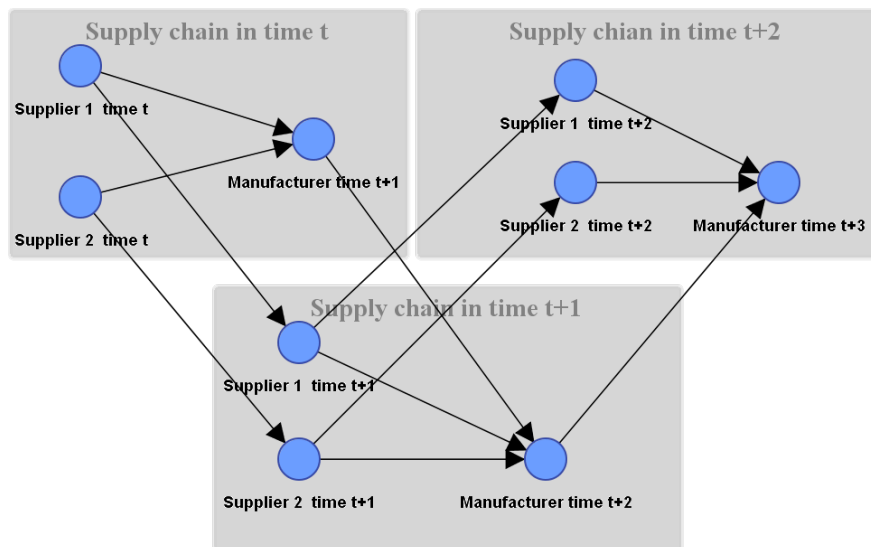 Supply chain in time t
Supplier 1 time t
Manufacturer time t+1
Supplier 2 time t
Supply chian in time t+2
Supplier 1 time t+2
Supplier 2 time t+2
Manufacturer time t+3
Supply chain in time t+1
Supplier 1 time t+1
Supplier 2 time t+1
Manufacturer time t+2